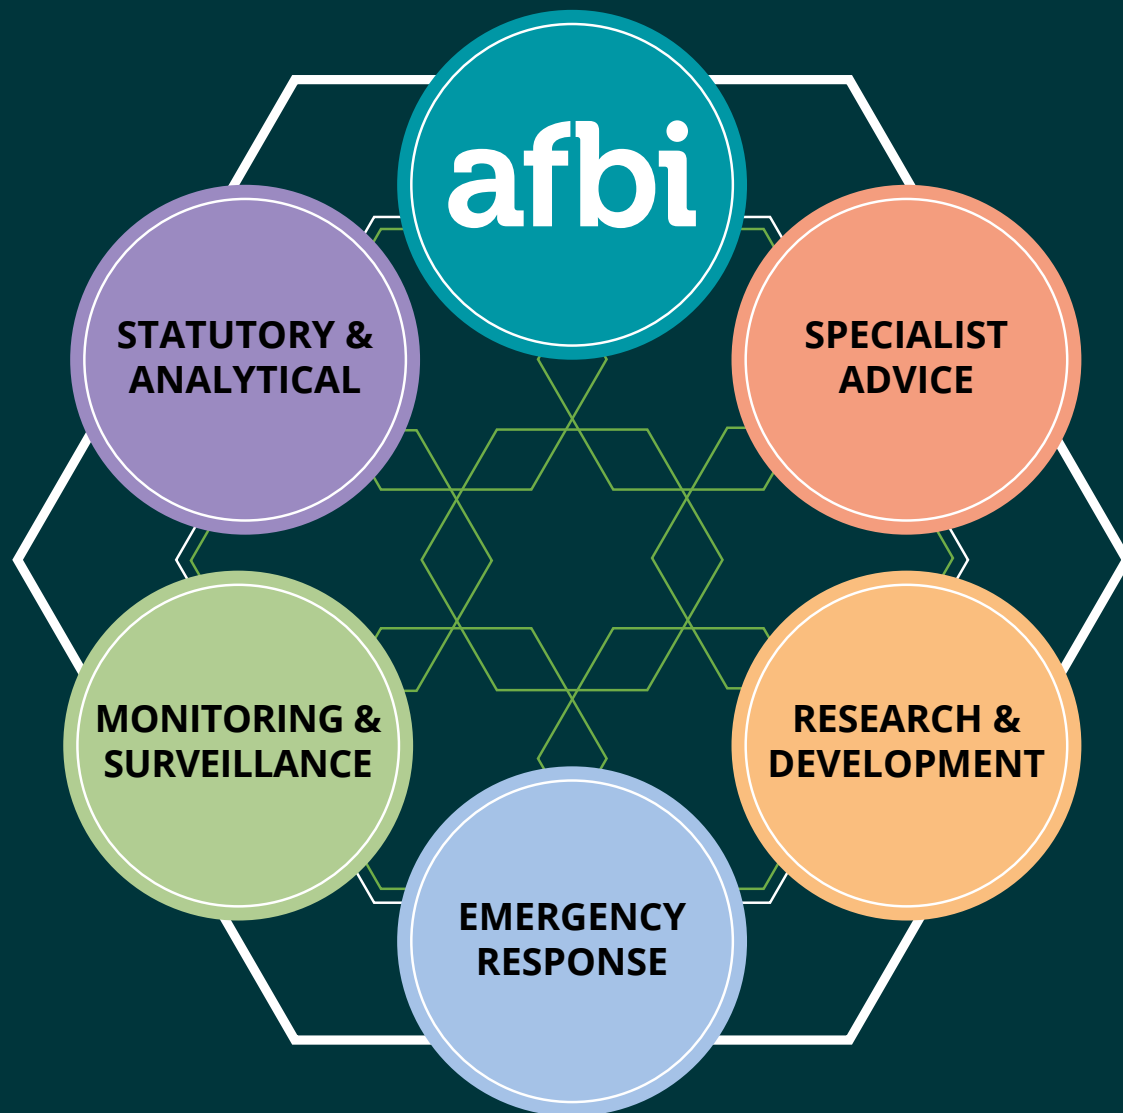 afbi
STATUTORY &
ANALYTICAL
SPECIALIST
ADVICE
MONITORING &
SURVEILLANCE
RESEARCH &
DEVELOPMENT
EMERGENCY
RESPONSE